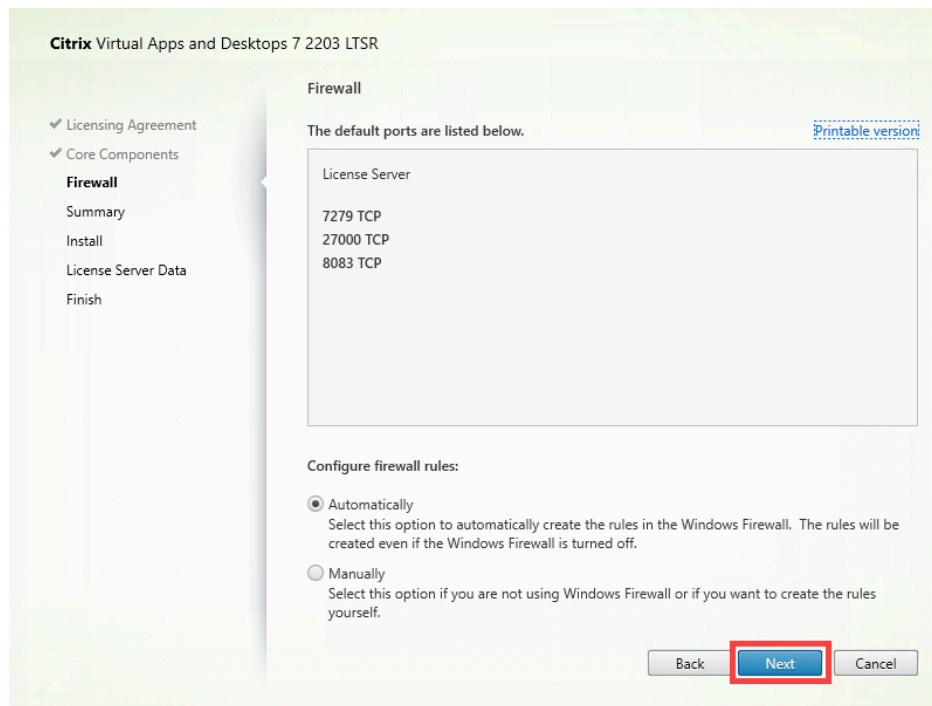 Citrix Virtual Apps and Desktops 7 2203 LTSR
✔ Licensing Agreement
✔ Core Components
Firewall
Summary
Install
License Server Data
Finish
Firewall
The default ports are listed below.
Printable version
License Server
7279 TCP
27000 TCP
8083 TCP
Configure firewall rules:
Automatically
Select this option to automatically create the rules in the Windows Firewall. The rules will be
created even if the Windows Firewall is turned off.
Manually
Select this option if you are not using Windows Firewall or if you want to create the rules
yourself.
Back
Next
Cancel